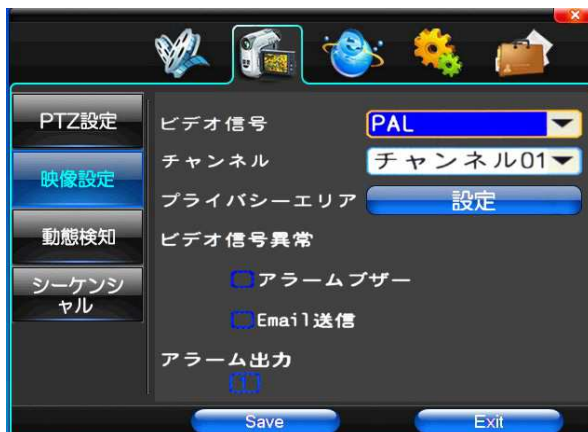 PTZ設定
映像設定
動態検知
シーケンシ
ャル
ビデオ信号
PAL
チャンネル
チャンネル01
プライバシーエリア
設定
ビデオ信号異常
アラームブザー
Email送信
アラーム出力
1
Save
Exit